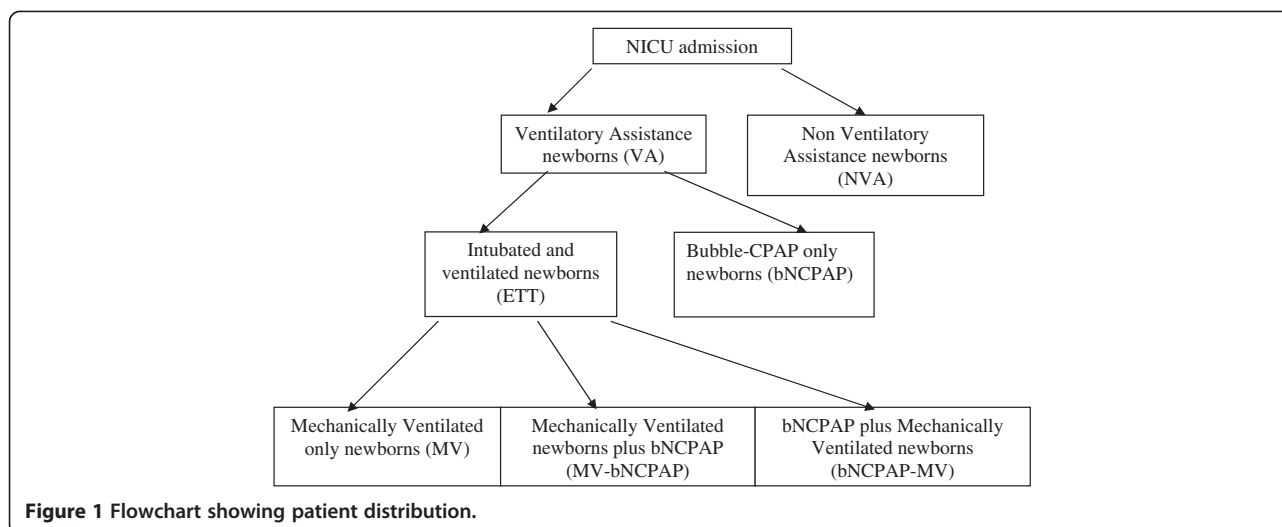 NICU admission
Ventilatory Assistance
newborns (VA)
Non Ventilatory
Assistance newborns
(NVA)
Intubated and
ventilated newborns
(ETT)
Bubble-CPAP only
newborns (bNCPAP)
Mechanically Ventilated
only newborns (MV)
Mechanically Ventilated
newborns plus bNCPAP
(MV-bNCPAP)
bNCPAP plus Mechanically
Ventilated newborns
(bNCPAP-MV)
Figure 1 Flowchart showing patient distribution.